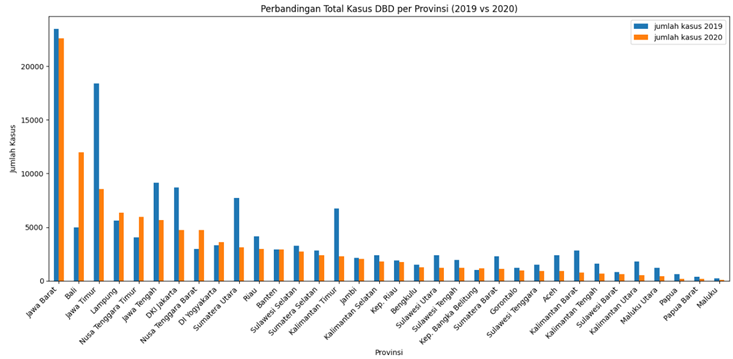 Perbandingan Total Kasus DBD per Provinsi (2019 vs 2020)
jumlah kasus 2019
jumlah kasus 2020
Jumlah Kasus
20000
15000
10000
5000
0
Jawa Barat
Bali
Jawa Timur
Lampung
Nusa Tenggara Timur
Jawa Tengah
DKI Jakarta
Nusa Tenggara Barat
DI Yogyakarta
Sumatera Utara
Riau
Banten
Sulawesi Selatan
Sumatera Selatan
Kalimantan Timur
Jambi
Kalimantan Selatan
Kep. Riau
Bengkulu
Sulawesi Utara
Sulawesi Tengah
Kep. Bangka Belitung
Sumatera Barat
Gorontalo
Sulawesi Tenggara
Aceh
Kalimantan Barat
Kalimantan Tengah
Sulawesi Barat
Kalimantan Utara
Maluku Utara
Papua
Papua Barat
Maluku
Provinsi